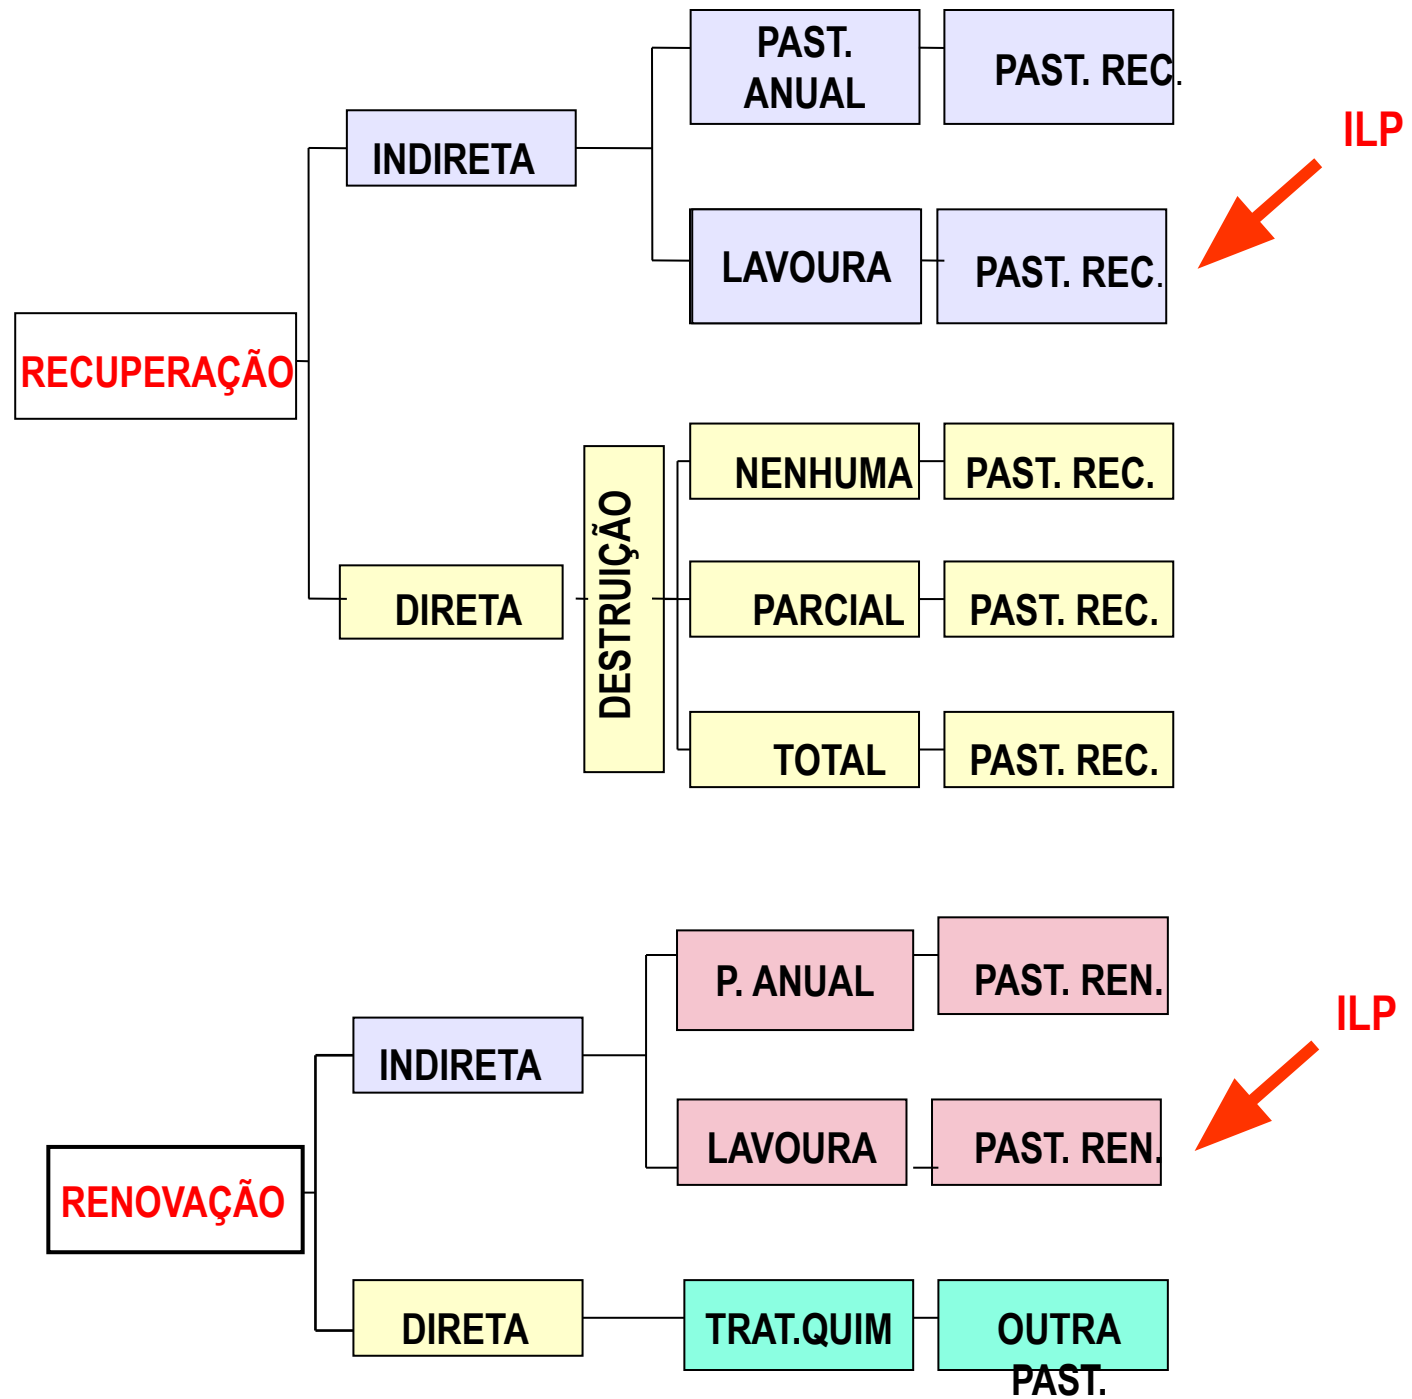 PAST.
ANUAL
PAST. REC.
ILP
INDIRETA
LAVOURA
PAST. REC.
RECUPERAÇÃO
NENHUMA
PAST. REC.
DESTRUIÇÃO
DIRETA
PARCIAL
PAST. REC.
TOTAL
PAST. REC.
P. ANUAL
PAST. REN.
ILP
INDIRETA
LAVOURA
PAST. REN.
RENOVAÇÃO
DIRETA
TRAT.QUIM
OUTRA
PAST.